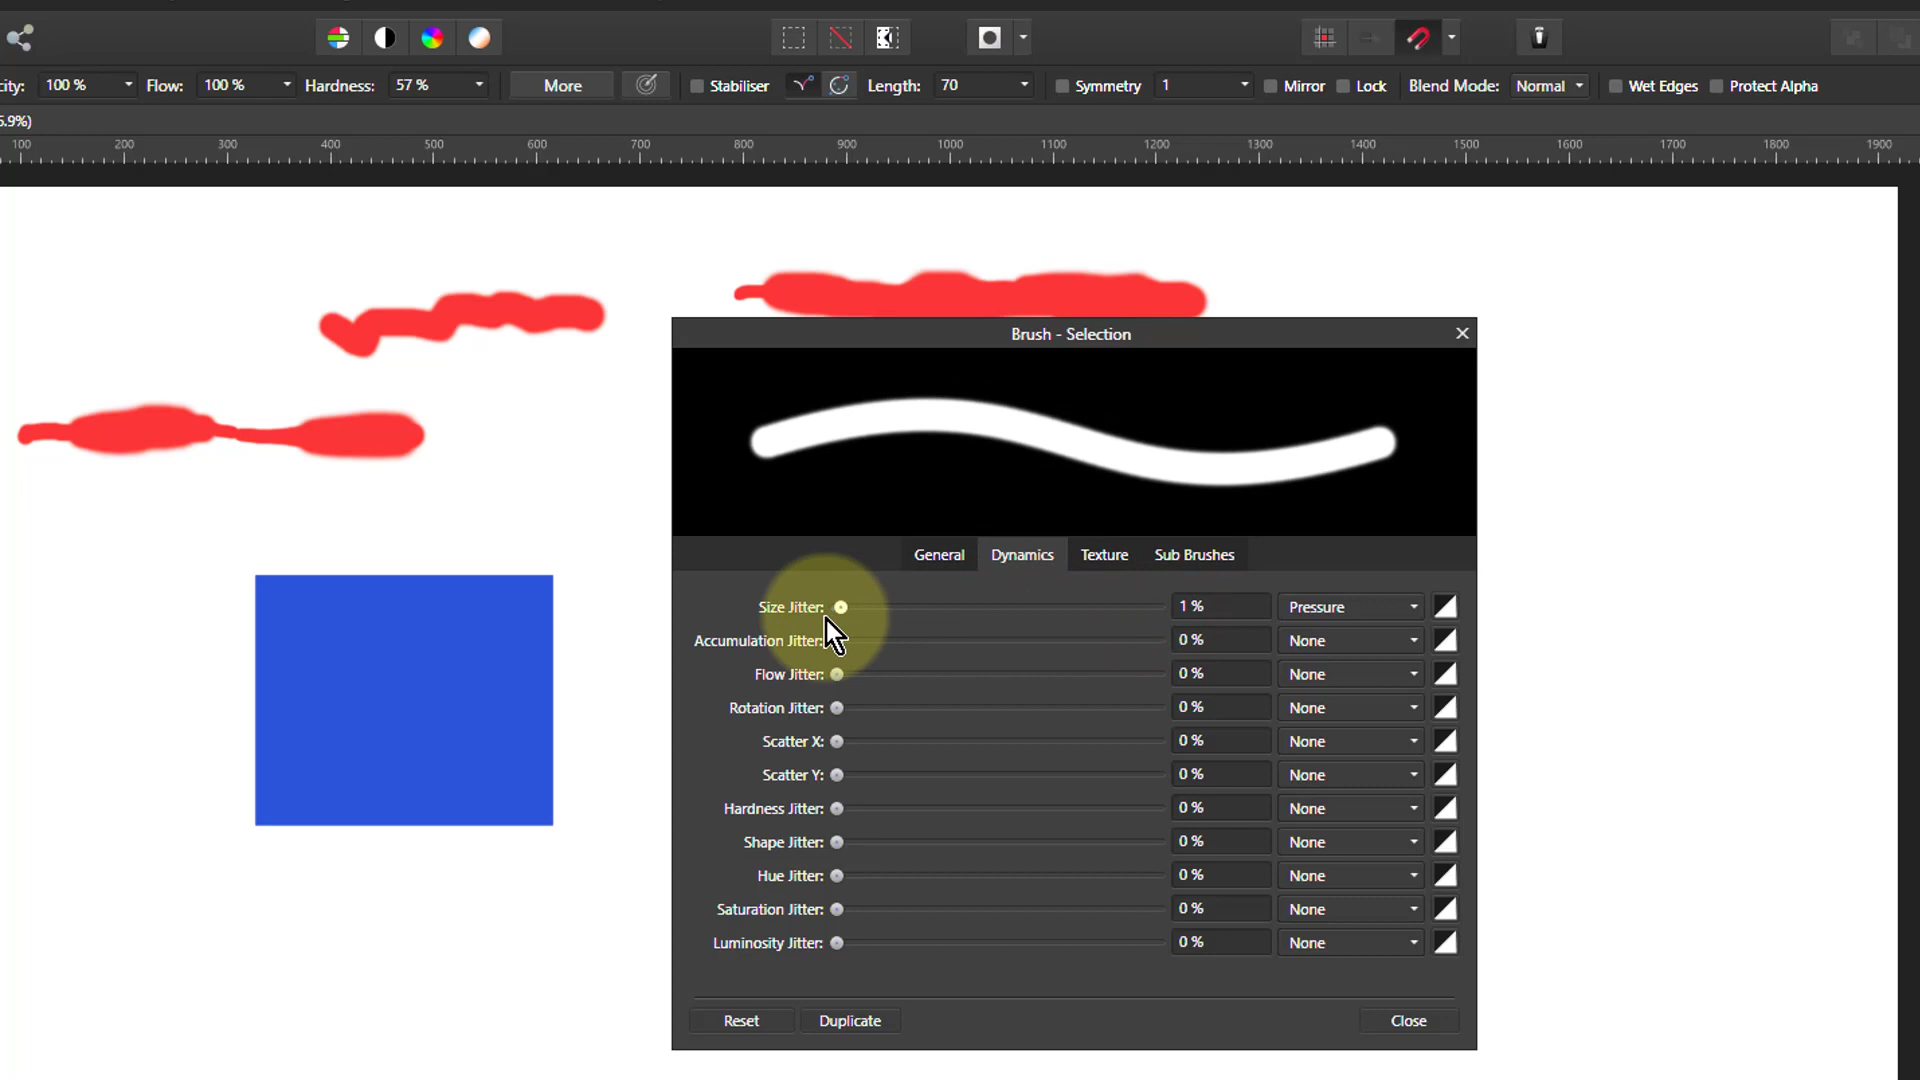 city: 100 % Flow: 100 % Hardness: 57 % More Stabiliser Length: 70 Symmetry 1 Mirror Lock Blend Mode: Normal Wet Edges Protect Alpha
5.9%)
100 200 300 400 500 600 700 800 900 1000 1100 1200 1300 1400 1500 1600 1700 1800 1900
Brush - Selection
General Dynamics Texture Sub Brushes
Size Jitter: 1 % Pressure
Accumulation Jitter: 0 % None
Flow Jitter: 0 % None
Rotation Jitter: 0 % None
Scatter X: 0 % None
Scatter Y: 0 % None
Hardness Jitter: 0 % None
Shape Jitter: 0 % None
Hue Jitter: 0 % None
Saturation Jitter: 0 % None
Luminosity Jitter: 0 % None
Reset Duplicate Close